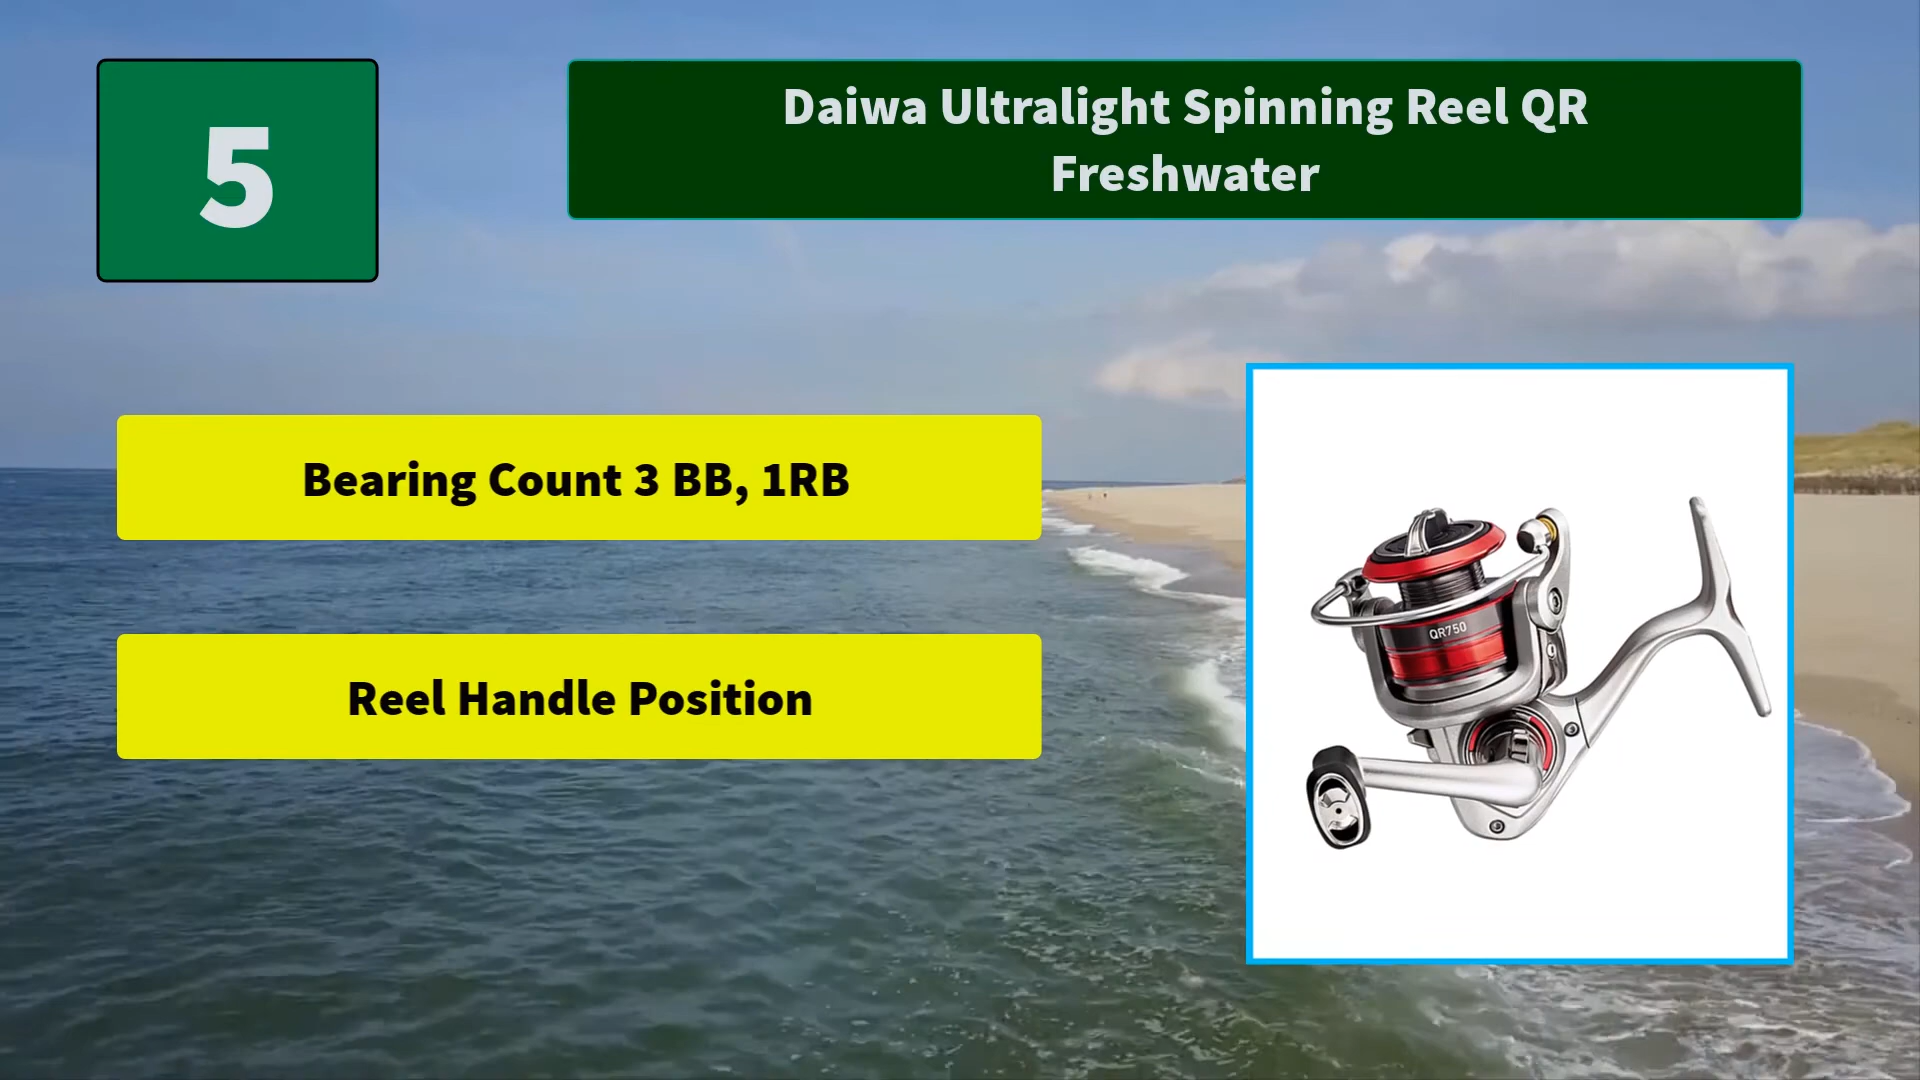 5
Daiwa Ultralight Spinning Reel QR
Freshwater
Bearing Count 3 BB, 1RB
Reel Handle Position
QR750